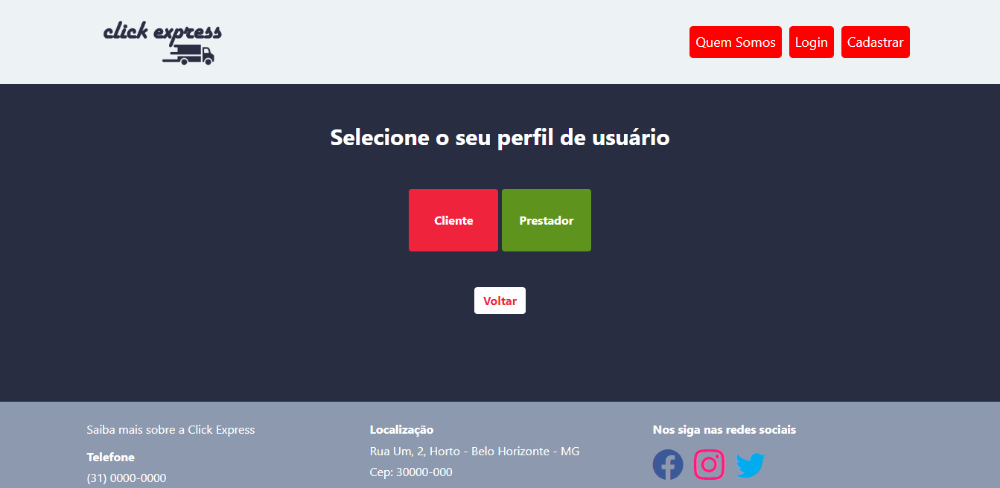 click express
Quem Somos
Login
Cadastrar
Selecione o seu perfil de usuário
Cliente
Prestador
Voltar
Saiba mais sobre a Click Express
Telefone
(31) 0000-0000
Localização
Rua Um, 2, Horto - Belo Horizonte - MG
Cep: 30000-000
Nos siga nas redes sociais